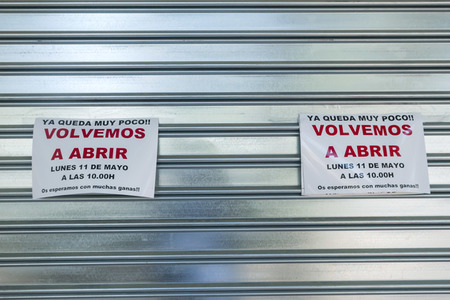 YA QUEDA MUY POCO!!
VOLVEMOS
A ABRIR
LUNES 11 DE MAYO
A LAS 10.00H
Os esperamos con muchas ganas!!
YA QUEDA MUY POCO!!
VOLVEMOS
A ABRIR
LUNES 11 DE MAYO
A LAS 10.00H
Os esperamos con muchas ganas!!